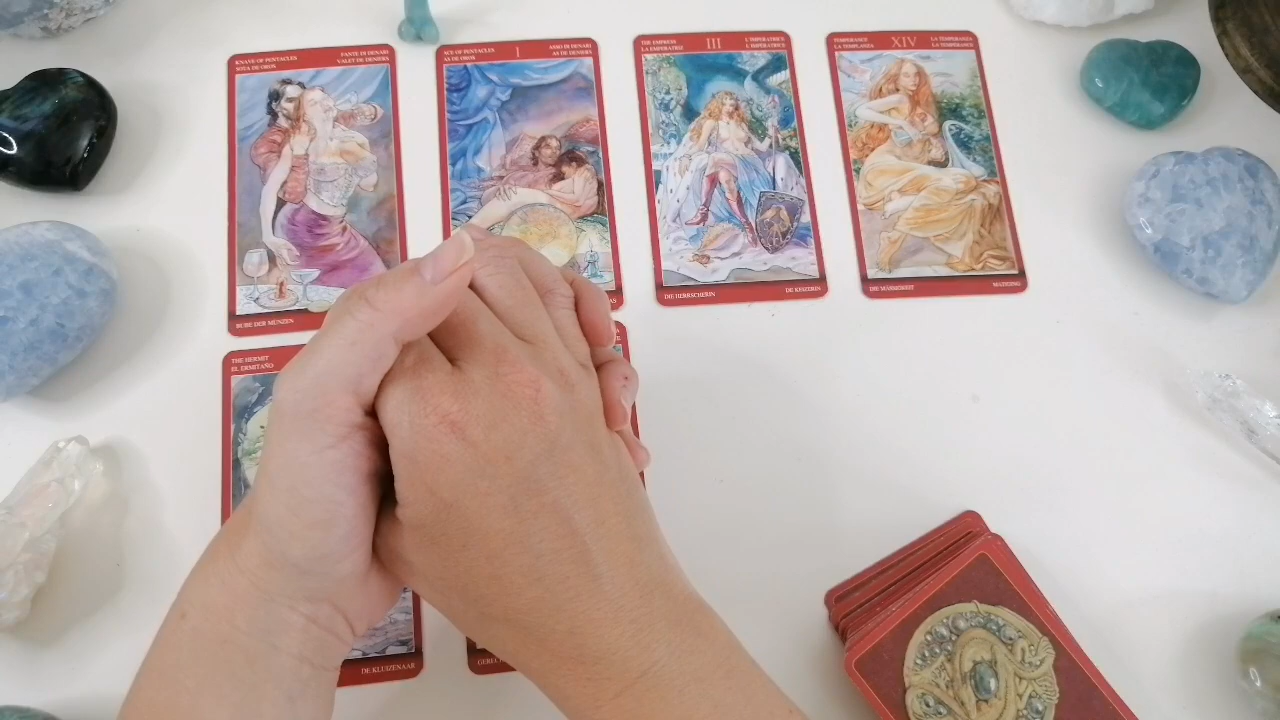 KNAVE OF PENTACLES
SOTA DE OROS
FANTE DI DENARI
VALET DE DENIERS
BUBE DER MÜNZEN
ACE OF PENTACLES
AS DE OROS
I
ASSO DI DENARI
AS DE DENIERS
THE EMPRESS
LA EMPERATRIZ
III
L'IMPERATRICE
L'IMPÉRATRICE
DIE HERRSCHERIN
DE KEIZERIN
TEMPERANCE
LA TEMPLANZA
XIV
LA TEMPERANZA
LA TEMPÉRANCE
DIE MÄßIGKEIT
MATIGING
THE HERMIT
EL ERMITAÑO
DE KLUIZENAAR